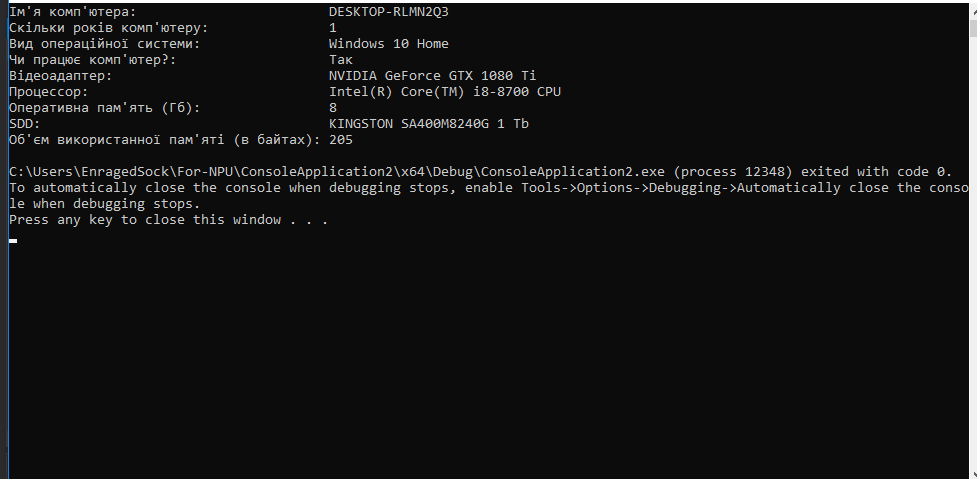 Ім'я комп'ютера: DESKTOP-RLMN2Q3
Скільки років комп'ютеру: 1
Вид операційної системи: Windows 10 Home
Чи працює комп'ютер?: Так
Відеоадаптер: NVIDIA GeForce GTX 1080 Ti
Процессор: Intel(R) Core(TM) i8-8700 CPU
Оперативна пам'ять (Гб): 8
SDD: KINGSTON SA400M8240G 1 Tb
Об'єм використанної пам'яті (в байтах): 205
C:\Users\EnragedSock\For-NPU\ConsoleApplication2\x64\Debug\ConsoleApplication2.exe (process 12348) exited with code 0.
To automatically close the console when debugging stops, enable Tools->Options->Debugging->Automatically close the conso
le when debugging stops.
Press any key to close this window . . .